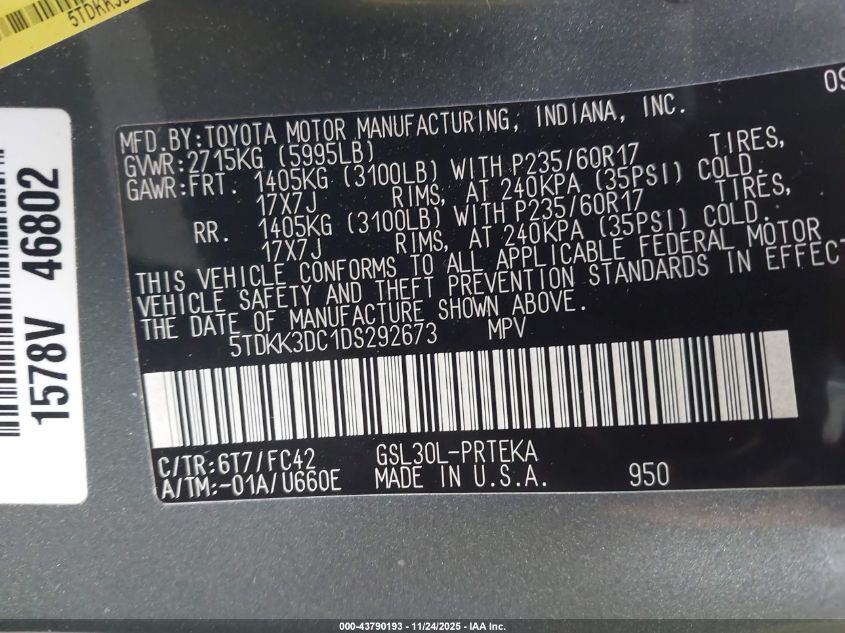 5TDKK3D
09
MFD.BY:TOYOTA MOTOR MANUFACTURING, INDIANA, INC.
GVWR:2715KG (5995LB)
GAWR:FRT. 1405KG (3100LB) WITH P235/60R17 TIRES,
17X7J RIMS, AT 240KPA (35PSI) COLD.
RR. 1405KG (3100LB) WITH P235/60R17 TIRES,
17X7J RIMS, AT 240KPA (35PSI) COLD.
THIS VEHICLE CONFORMS TO ALL APPLICABLE FEDERAL MOTOR
VEHICLE SAFETY AND THEFT PREVENTION STANDARDS IN EFFECT
THE DATE OF MANUFACTURE SHOWN ABOVE.
5TDKK3DC1DS292673 MPV
C/TR:6T7/FC42 GSL30L-PRTEKA
A/TM:-01A/U660E MADE IN U.S.A. 950
1578V 46802
000-43790193 - 11/24/2025 - IAA Inc.